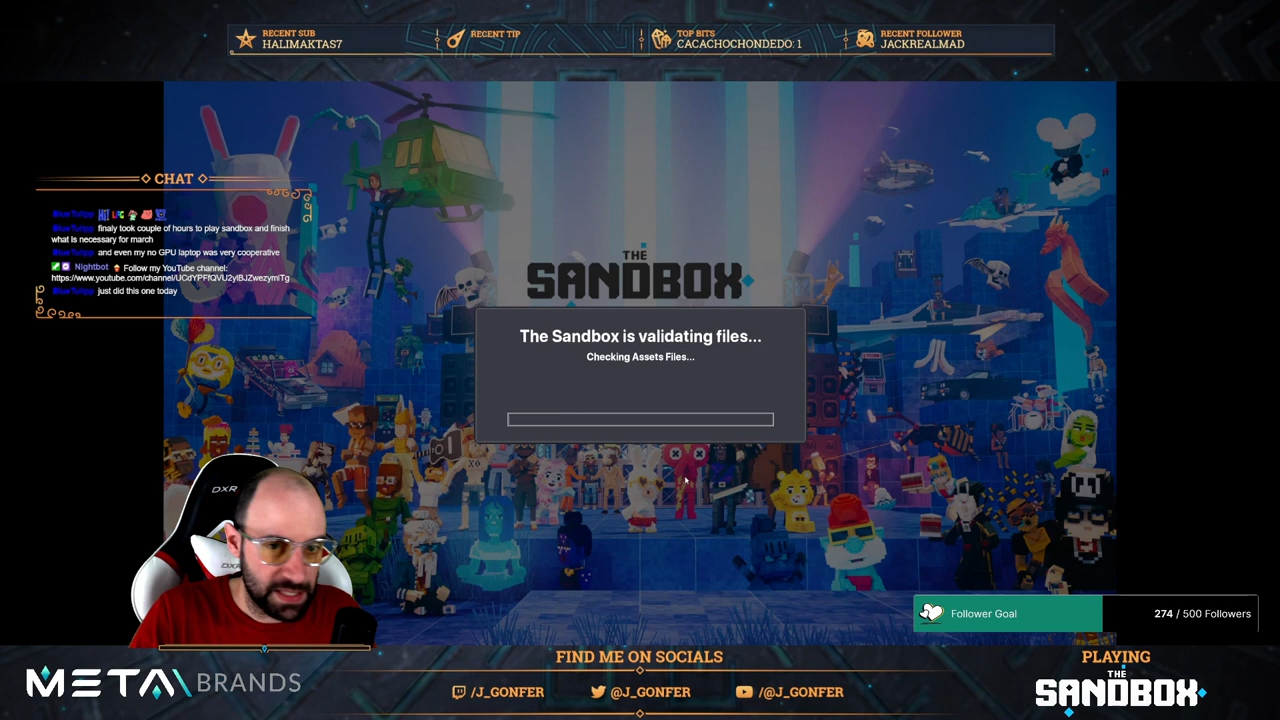 RECENT SUB
HALIMAKTAS7
RECENT TIP
TOP BITS
CACACHOCHONDEDO: 1
RECENT FOLLOWER
JACKREALMAD
CHAT
finaly took couple of hours to play sandbox and finish
what is necessary for march
and even my no GPU laptop was very cooperative
Nightbot Follow my YouTube channel:
just did this one today
THE
SANDBOX
The Sandbox is validating files...
Checking Assets Files...
DXR
Follower Goal
274 / 500 Followers
META BRANDS
FIND ME ON SOCIALS
/J_GONFER
@J_GONFER
/@J_GONFER
PLAYING
THE
SANDBOX